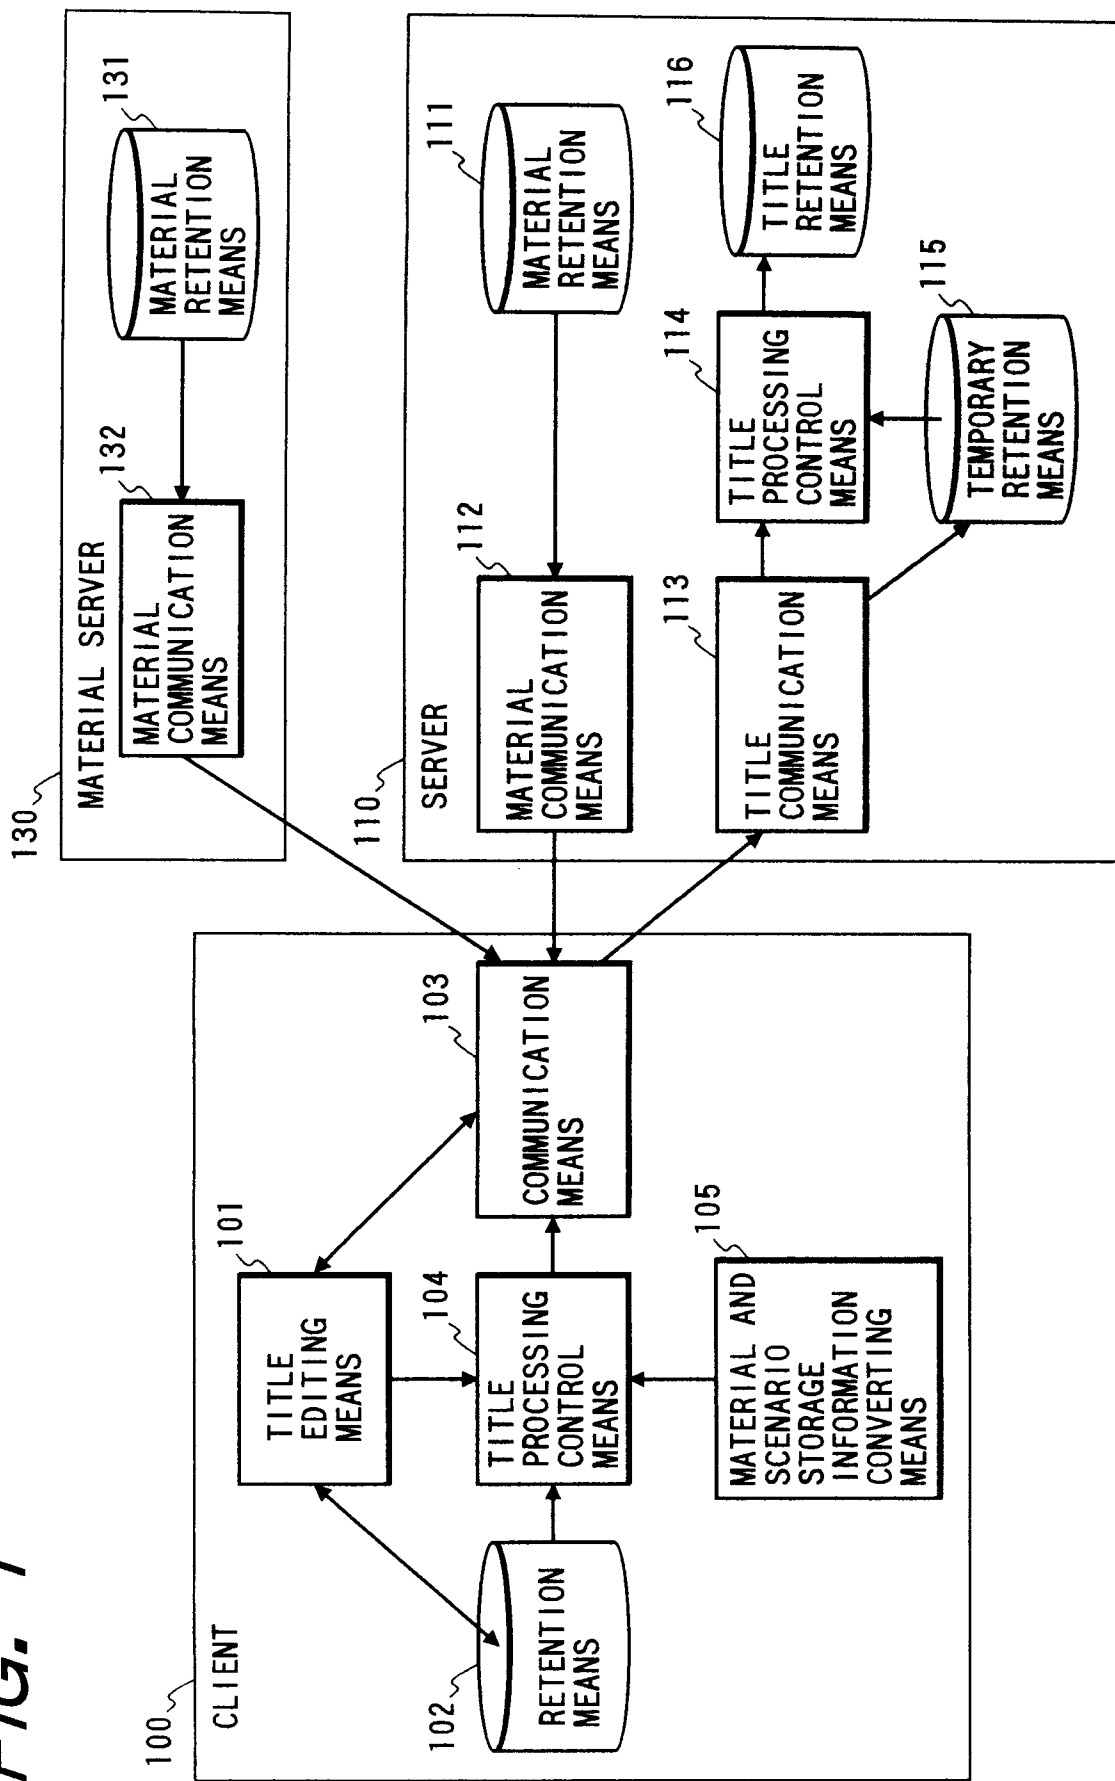 FIG. 1
100
CLIENT
101
TITLE
EDITING
MEANS
102
RETENTION
MEANS
104
TITLE
PROCESSING
CONTROL
MEANS
103
COMMUNICATION
MEANS
105
MATERIAL AND
SCENARIO
STORAGE
INFORMATION
CONVERTING
MEANS
130
MATERIAL SERVER
132
MATERIAL
COMMUNICATION
MEANS
131
MATERIAL
RETENTION
MEANS
110
SERVER
112
MATERIAL
COMMUNICATION
MEANS
111
MATERIAL
RETENTION
MEANS
113
TITLE
COMMUNICATION
MEANS
114
TITLE
PROCESSING
CONTROL
MEANS
116
TITLE
RETENTION
MEANS
115
TEMPORARY
RETENTION
MEANS